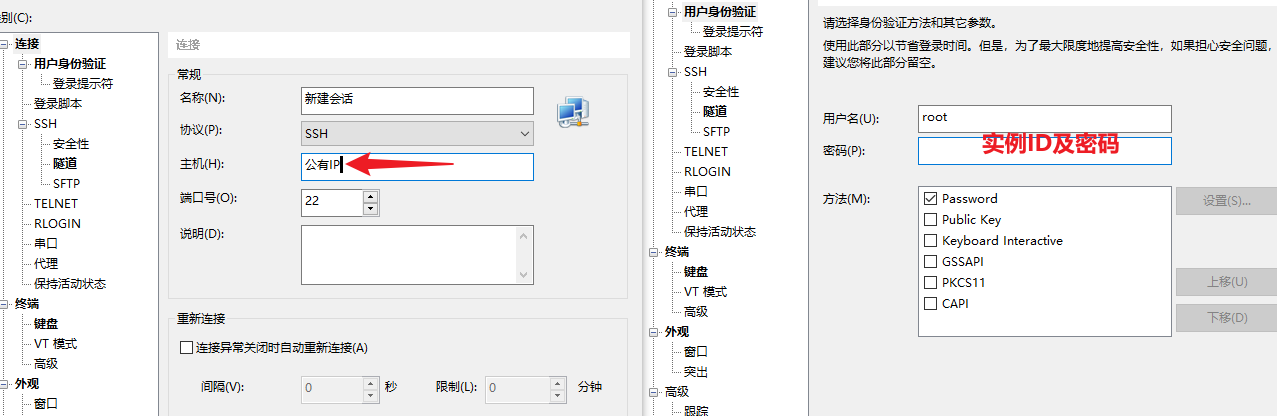 别(C):
连接
用户身份验证
登录提示符
登录脚本
SSH
安全性
隧道
SFTP
TELNET
RLOGIN
串口
代理
保持活动状态
终端
键盘
VT 模式
高级
外观
窗口
连接
常规
名称(N):
新建会话
协议(P):
SSH
主机(H):
公有IP
端口号(O):
22
说明(D):
重新连接
连接异常关闭时自动重新连接(A)
间隔(V):
0
秒
限制(L):
0
分钟
用户身份验证
登录提示符
登录脚本
SSH
安全性
隧道
SFTP
TELNET
RLOGIN
串口
代理
保持活动状态
终端
键盘
VT 模式
高级
外观
窗口
突出
高级
跟踪
请选择身份验证方法和其它参数。
使用此部分以节省登录时间。但是，为了最大限度地提高安全性，如果担心安全问题，
建议您将此部分留空。
用户名(U):
root
实例ID及密码
密码(P):
方法(M):
Password
Public Key
Keyboard Interactive
GSSAPI
PKCS11
CAPI
设置(S)...
上移(U)
下移(D)